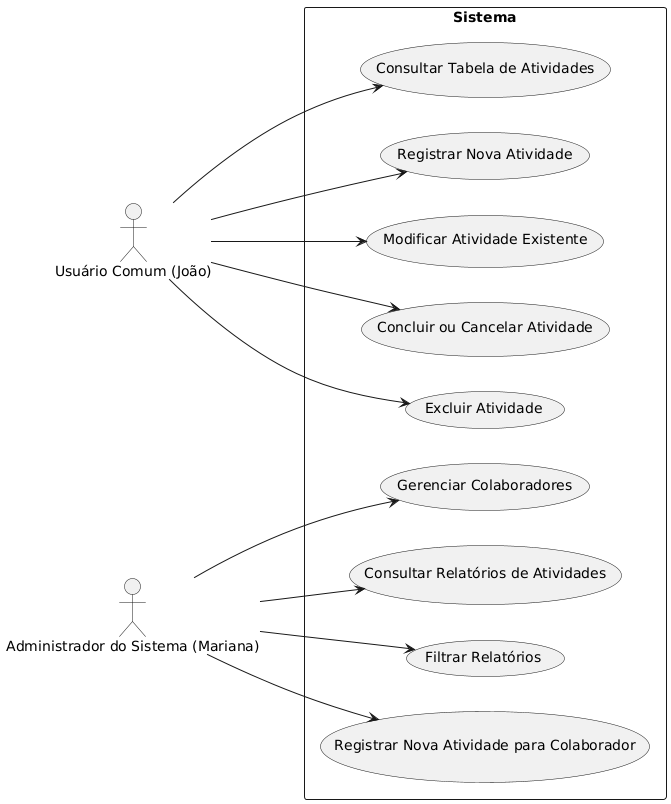 Sistema
Consultar Tabela de Atividades
Registrar Nova Atividade
Modificar Atividade Existente
Usuário Comum (João)
Concluir ou Cancelar Atividade
Excluir Atividade
Gerenciar Colaboradores
Consultar Relatórios de Atividades
Administrador do Sistema (Mariana)
Filtrar Relatórios
Registrar Nova Atividade para Colaborador